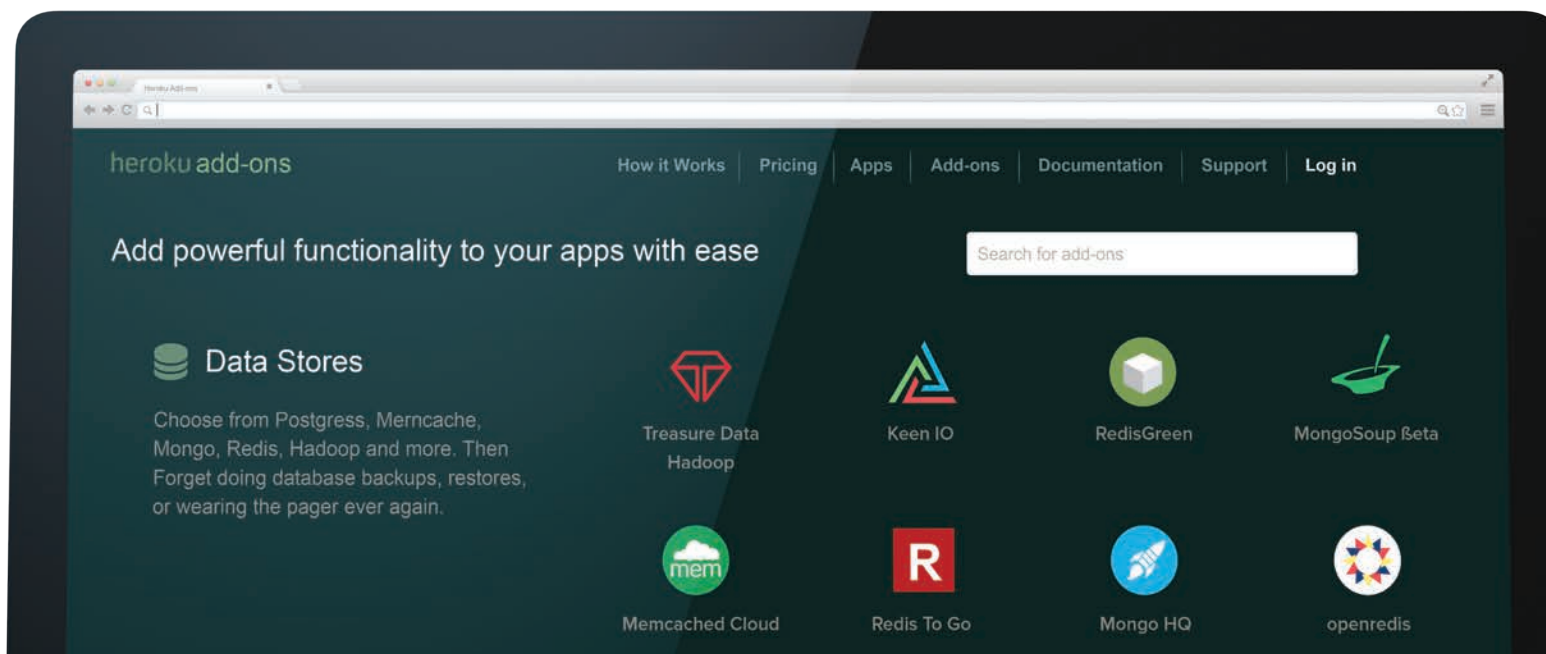 Heroku Add-ons
heroku add-ons
How it Works
Pricing
Apps
Add-ons
Documentation
Support
Log in
Add powerful functionality to your apps with ease
Search for add-ons
Data Stores
Choose from Postgress, Merncache,
Mongo, Redis, Hadoop and more. Then
Forget doing database backups, restores,
or wearing the pager ever again.
Treasure Data
Hadoop
Keen IO
RedisGreen
MongoSoup ßeta
mem
Memcached Cloud
R
Redis To Go
Mongo HQ
openredis